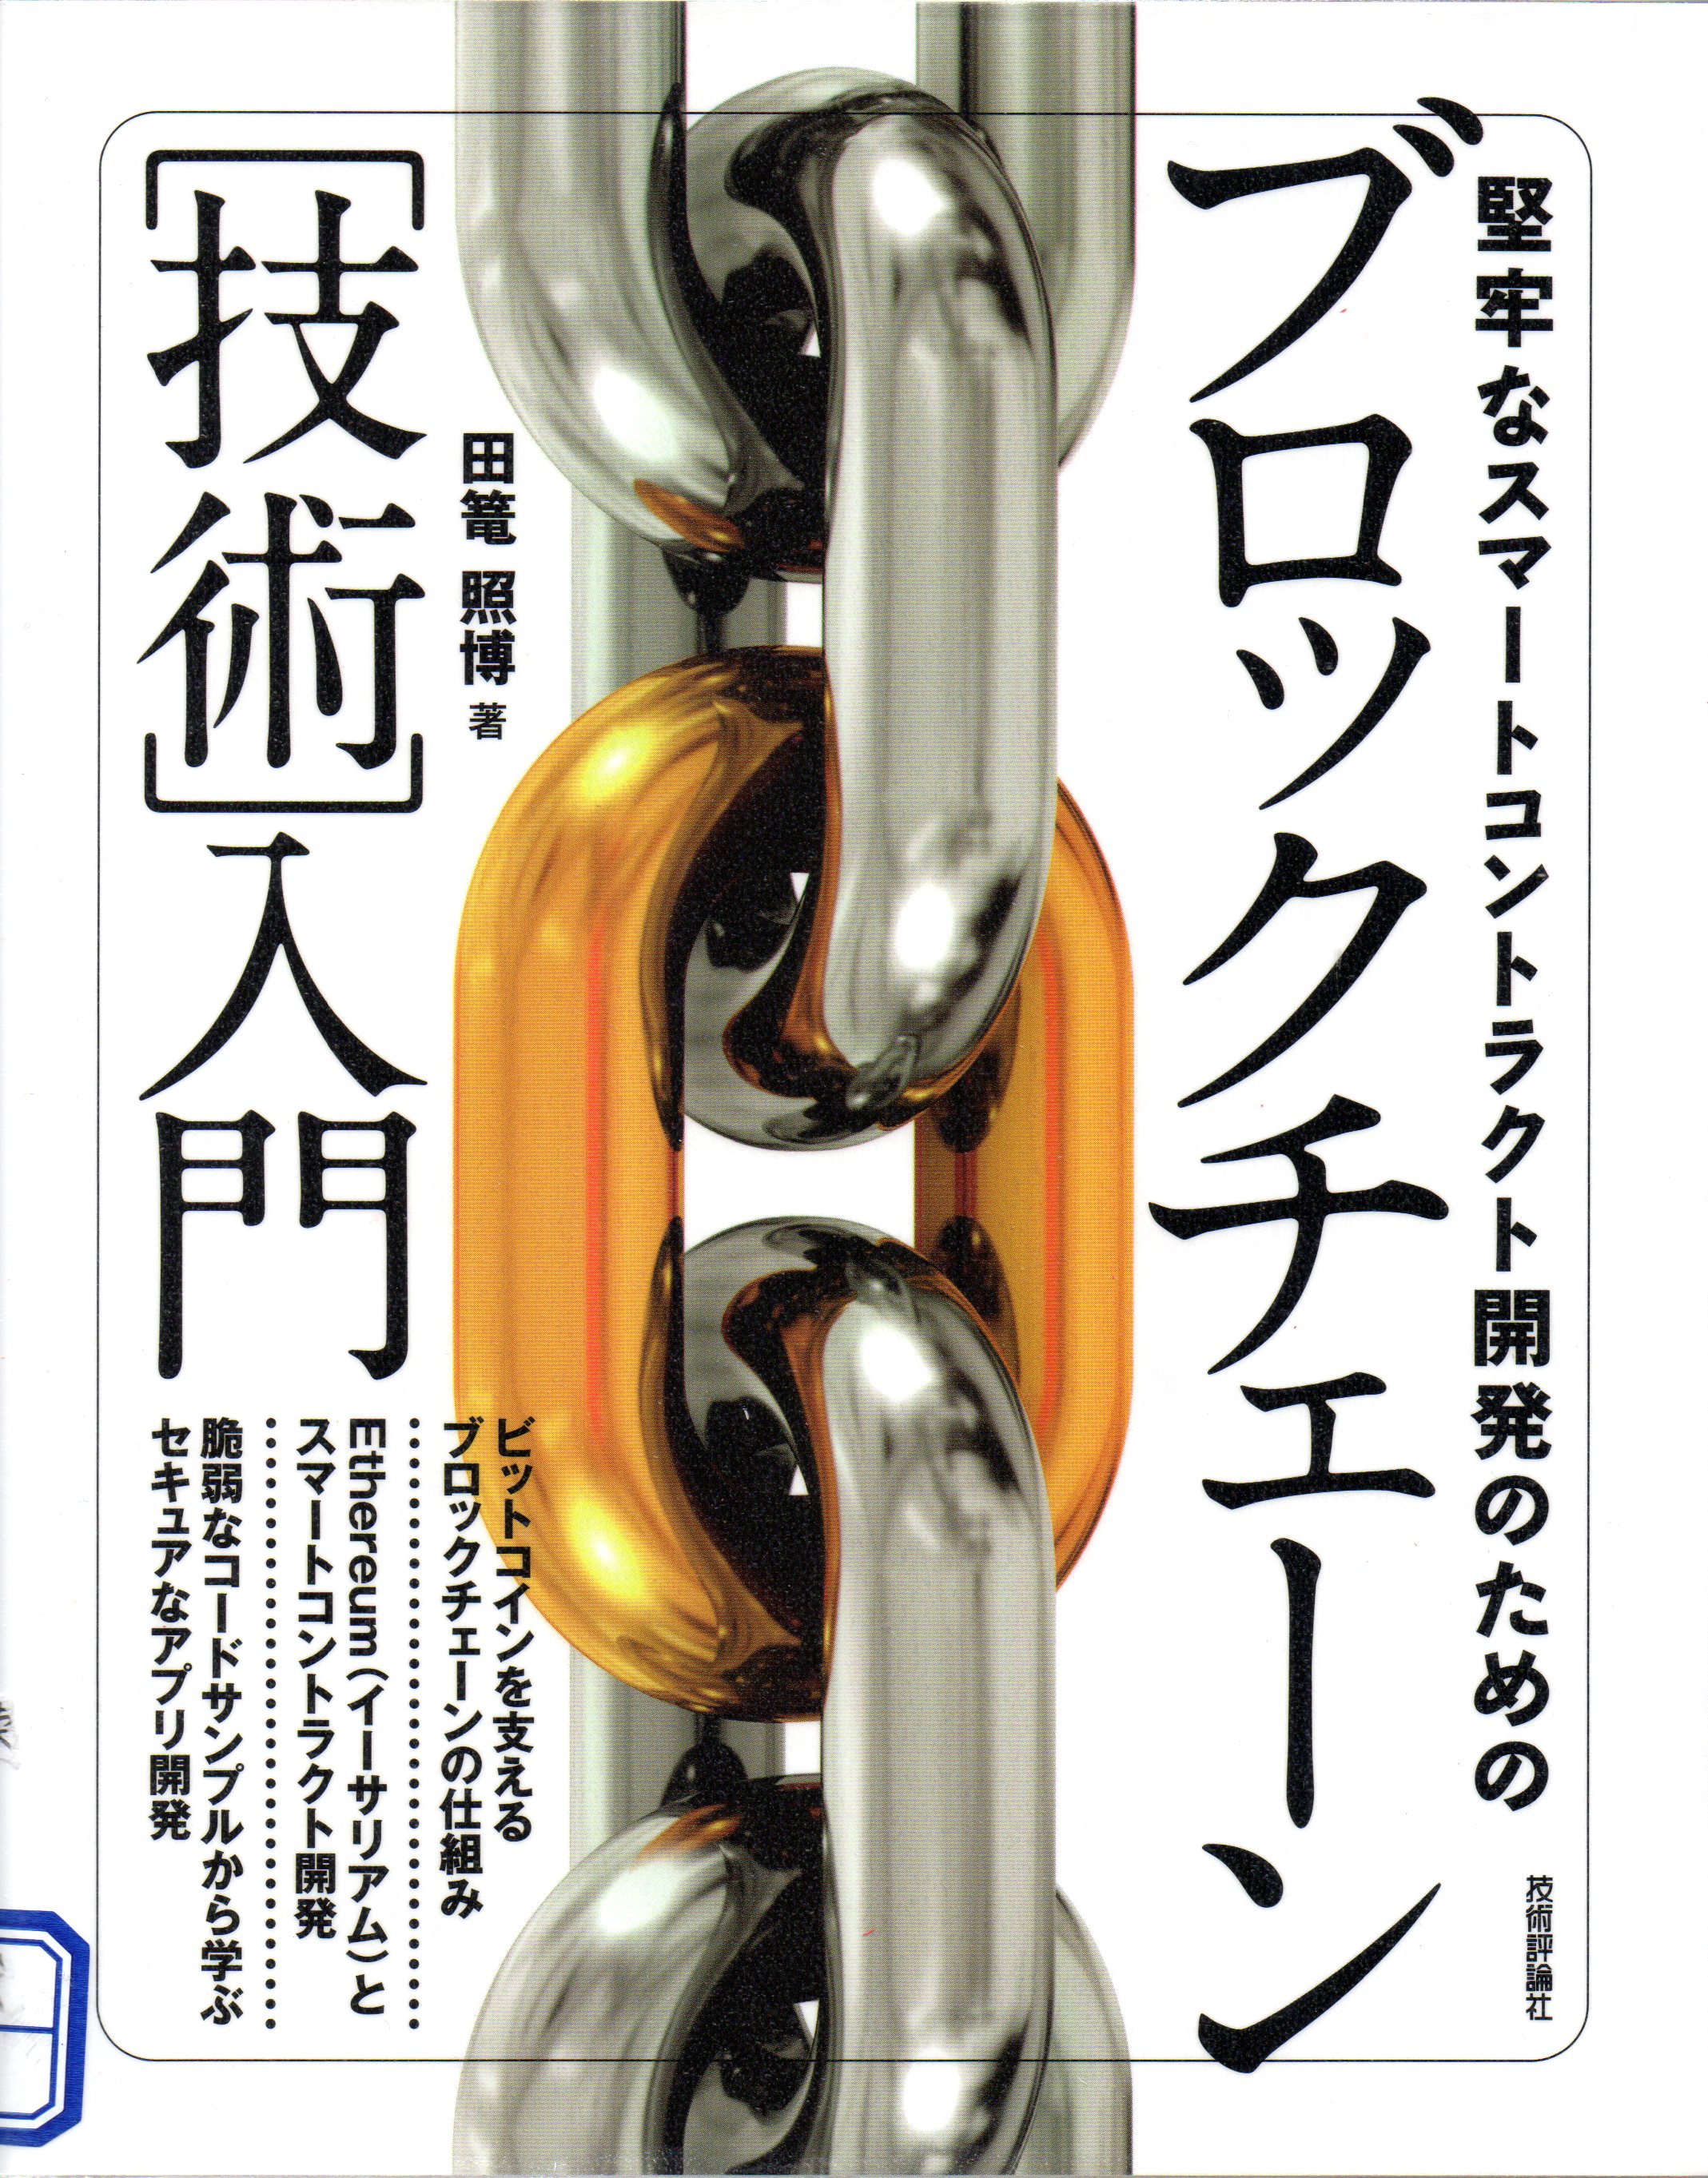 堅牢なスマートコントラクト開発のための
ブロックチェーン
［技術］入門
田篭 照博 著
ビットコインを支える
ブロックチェーンの仕組み
Ethereum（イーサリアム）と
スマートコントラクト開発
脆弱なコードサンプルから学ぶ
セキュアなアプリ開発
技術評論社